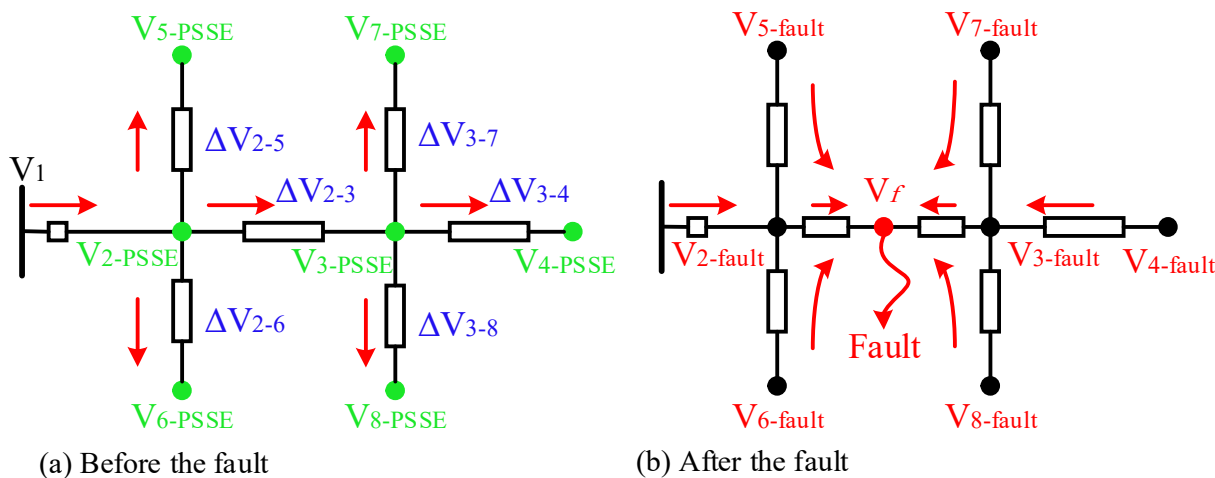 V5-PSSE
V7-PSSE
V5-fault
V7-fault
ΔV2-5
ΔV3-7
V1
ΔV2-3
ΔV3-4
Vf
V2-PSSE
V3-PSSE
V4-PSSE
V2-fault
V3-fault
V4-fault
ΔV2-6
ΔV3-8
Fault
V6-PSSE
V8-PSSE
V6-fault
V8-fault
(a) Before the fault
(b) After the fault